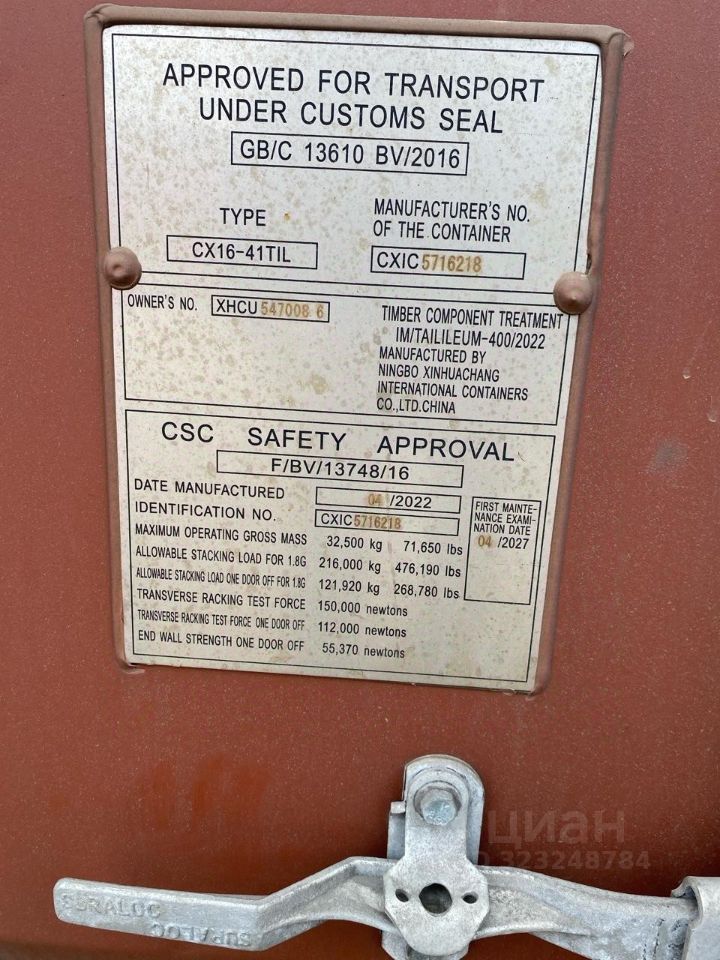 APPROVED FOR TRANSPORT
UNDER CUSTOMS SEAL
GB/C 13610 BV/2016
TYPE
CX16-41TIL
MANUFACTURER'S NO.
OF THE CONTAINER
CXIC 5716218
OWNER'S NO. XHCU 547008 6
TIMBER COMPONENT TREATMENT
IM/TAILILEUM-400/2022
MANUFACTURED BY
NINGBO XINHUACHANG
INTERNATIONAL CONTAINERS
CO.,LTD.CHINA
CSC SAFETY APPROVAL
F/BV/13748/16
DATE MANUFACTURED 04 /2022
IDENTIFICATION NO. CXIC5716218
MAXIMUM OPERATING GROSS MASS 32,500 kg 71,650 lbs
ALLOWABLE STACKING LOAD FOR 1.8G 216,000 kg 476,190 lbs
ALLOWABLE STACKING LOAD ONE DOOR OFF FOR 1.8G 121,920 kg 268,780 lbs
TRANSVERSE RACKING TEST FORCE 150,000 newtons
TRANSVERSE RACKING TEST FORCE ONE DOOR OFF 112,000 newtons
END WALL STRENGTH ONE DOOR OFF 55,370 newtons
FIRST MAINTE-
NANCE EXAMI-
NATION DATE
04 /2027
циан
ID 323248784
SURALOC
SUPALOC